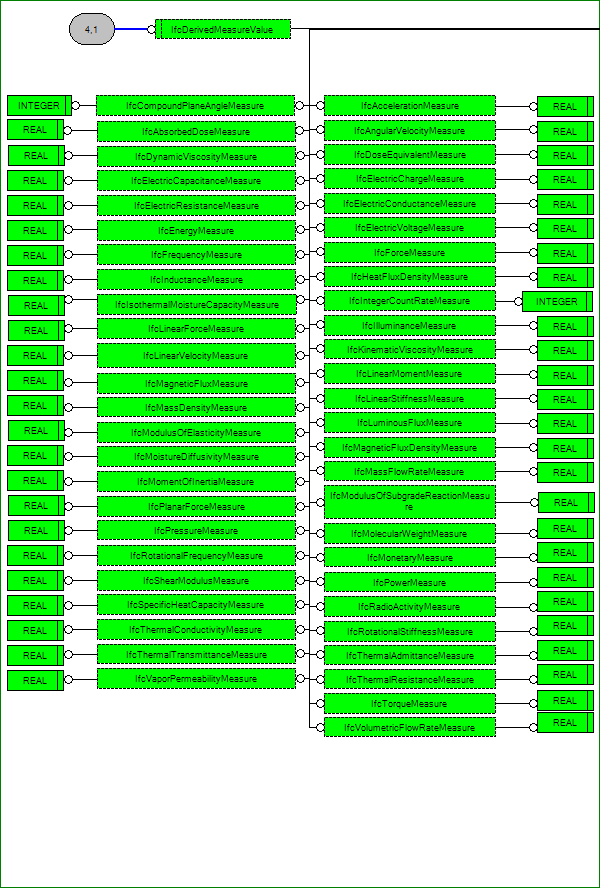 4,1
IfcDerivedMeasureValue
INTEGER
IfcCompoundPlaneAngleMeasure
IfcAccelerationMeasure
REAL
REAL
IfcAbsorbedDoseMeasure
IfcAngularVelocityMeasure
REAL
REAL
IfcDynamicViscosityMeasure
IfcDoseEquivalentMeasure
REAL
REAL
IfcElectricCapacitanceMeasure
IfcElectricChargeMeasure
REAL
REAL
IfcElectricResistanceMeasure
IfcElectricConductanceMeasure
REAL
REAL
IfcEnergyMeasure
IfcElectricVoltageMeasure
REAL
REAL
IfcFrequencyMeasure
IfcForceMeasure
REAL
REAL
IfcInductanceMeasure
IfcHeatFluxDensityMeasure
REAL
REAL
IfcIsothermalMoistureCapacityMeasure
IfcIntegerCountRateMeasure
INTEGER
REAL
IfcLinearForceMeasure
IfcIlluminanceMeasure
REAL
REAL
IfcLinearVelocityMeasure
IfcKinematicViscosityMeasure
REAL
REAL
IfcMagneticFluxMeasure
IfcLinearMomentMeasure
REAL
REAL
IfcMassDensityMeasure
IfcLinearStiffnessMeasure
REAL
REAL
IfcModulusOfElasticityMeasure
IfcLuminousFluxMeasure
REAL
REAL
IfcMoistureDiffusivityMeasure
IfcMagneticFluxDensityMeasure
REAL
REAL
IfcMomentOfInertiaMeasure
IfcMassFlowRateMeasure
REAL
REAL
IfcPlanarForceMeasure
IfcModulusOfSubgradeReactionMeasu
re
REAL
REAL
IfcPressureMeasure
IfcMolecularWeightMeasure
REAL
REAL
IfcRotationalFrequencyMeasure
IfcMonetaryMeasure
REAL
REAL
IfcShearModulusMeasure
IfcPowerMeasure
REAL
REAL
IfcSpecificHeatCapacityMeasure
IfcRadioActivityMeasure
REAL
REAL
IfcThermalConductivityMeasure
IfcRotationalStiffnessMeasure
REAL
REAL
IfcThermalTransmittanceMeasure
IfcThermalAdmittanceMeasure
REAL
REAL
IfcVaporPermeabilityMeasure
IfcThermalResistanceMeasure
REAL
IfcTorqueMeasure
REAL
IfcVolumetricFlowRateMeasure
REAL